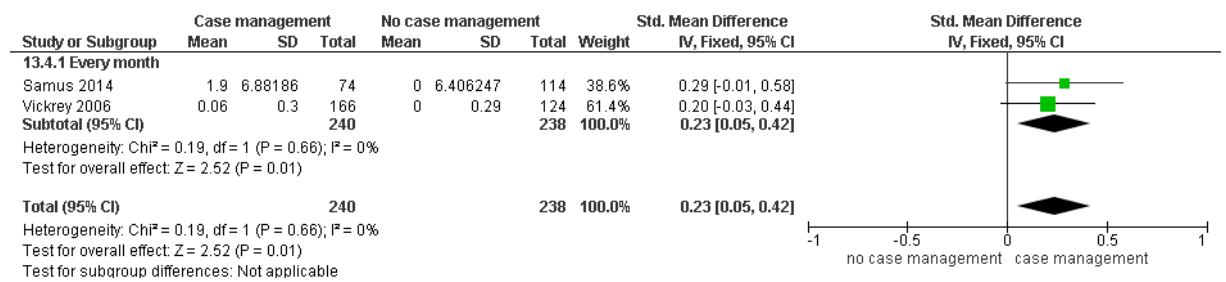 Case management No case management Std. Mean Difference Std. Mean Difference
Study or Subgroup Mean SD Total Mean SD Total Weight IV, Fixed, 95% CI IV, Fixed, 95% CI
13.4.1 Every month
Samus 2014 1.9 6.88186 74 0 6.406247 114 38.6% 0.29 [-0.01, 0.58]
Vickrey 2006 0.06 0.3 166 0 0.29 124 61.4% 0.20 [-0.03, 0.44]
Subtotal (95% CI) 240 238 100.0% 0.23 [0.05, 0.42]
Heterogeneity: Chi² = 0.19, df = 1 (P = 0.66); I² = 0%
Test for overall effect: Z = 2.52 (P = 0.01)
Total (95% CI) 240 238 100.0% 0.23 [0.05, 0.42]
Heterogeneity: Chi² = 0.19, df = 1 (P = 0.66); I² = 0%
Test for overall effect: Z = 2.52 (P = 0.01)
Test for subgroup differences: Not applicable
-1 -0.5 0 0.5 1
no case management case management